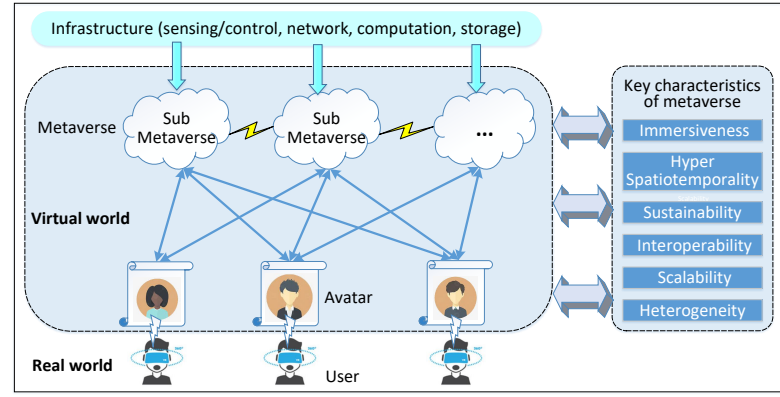 Infrastructure (sensing/control, network, computation, storage)
Metaverse
Sub
Metaverse
Sub
Metaverse
...
Virtual world
Avatar
Real world
User
Key characteristics
of metaverse
Immersiveness
Hyper
Spatiotemporality
Sustainability
Interoperability
Scalability
Heterogeneity